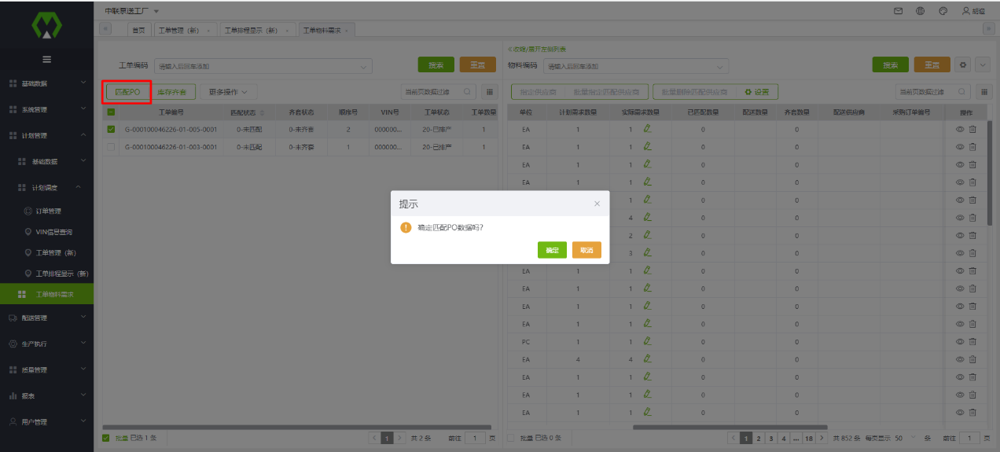 中联泵送工厂
胡煜
首页 工单管理（新） × 工单排程显示（新） × 工单物料需求 ×
基础数据
系统管理
计划管理
基础数据
计划调度
订单管理
VIN信息查询
工单管理（新）
工单排程显示（新）
工单物料需求
配送管理
生产执行
质量管理
报表
用户管理
工单编码 请输入后回车添加 搜索 重置
匹配PO 库存齐套 更多操作 当前页数据过滤
工单编号 匹配状态 齐套状态 顺序号 VIN号 工单状态 工单数量
G-000100046226-01-005-0001 0-未匹配 0-未齐套 2 000000... 20-已排产 1
G-000100046226-01-003-0001 0-未匹配 0-未齐套 1 000000... 20-已排产 1
批量 已选 1 条 < 1 > 共 2 条 前往 1 页
«收缩/展开左侧列表
物料编码 请输入后回车添加 搜索 重置
指定供应商 批量指定匹配供应商 批量删除匹配供应商 设置 当前页数据过滤
单位 计划需求数量 实际需求数量 已匹配数量 配送数量 齐套数量 配送供应商 采购订单编号 操作
EA 1 1 0 0
EA 1 1 0 0
EA 1 1 0 0
EA 1 1 0 0
1 0 0
4 0 0
2 0 0
3 0 0
EA 1 1 0 0
EA 1 1 0 0
EA 1 1 0 0
EA 1 1 0 0
PC 1 1 0 0
EA 4 4 0 0
EA 1 1 0 0
EA 1 1 0 0
EA 1 1 0 0
批量 已选 0 条 < 1 2 3 4 ... 18 > 共 852 条 每页显示 50 条 前往 1 页
提示 ×
确定匹配PO数据吗?
确定 取消